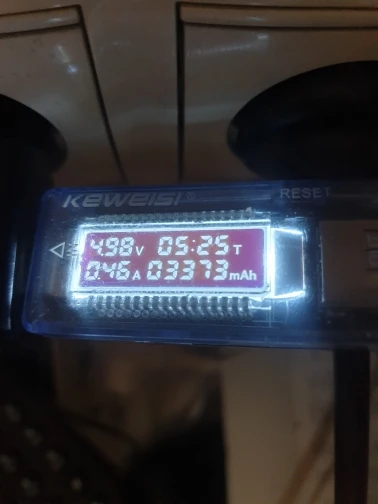 KEWEISI®
RESET
4.98V 05:25T
0.46A 03373mAh